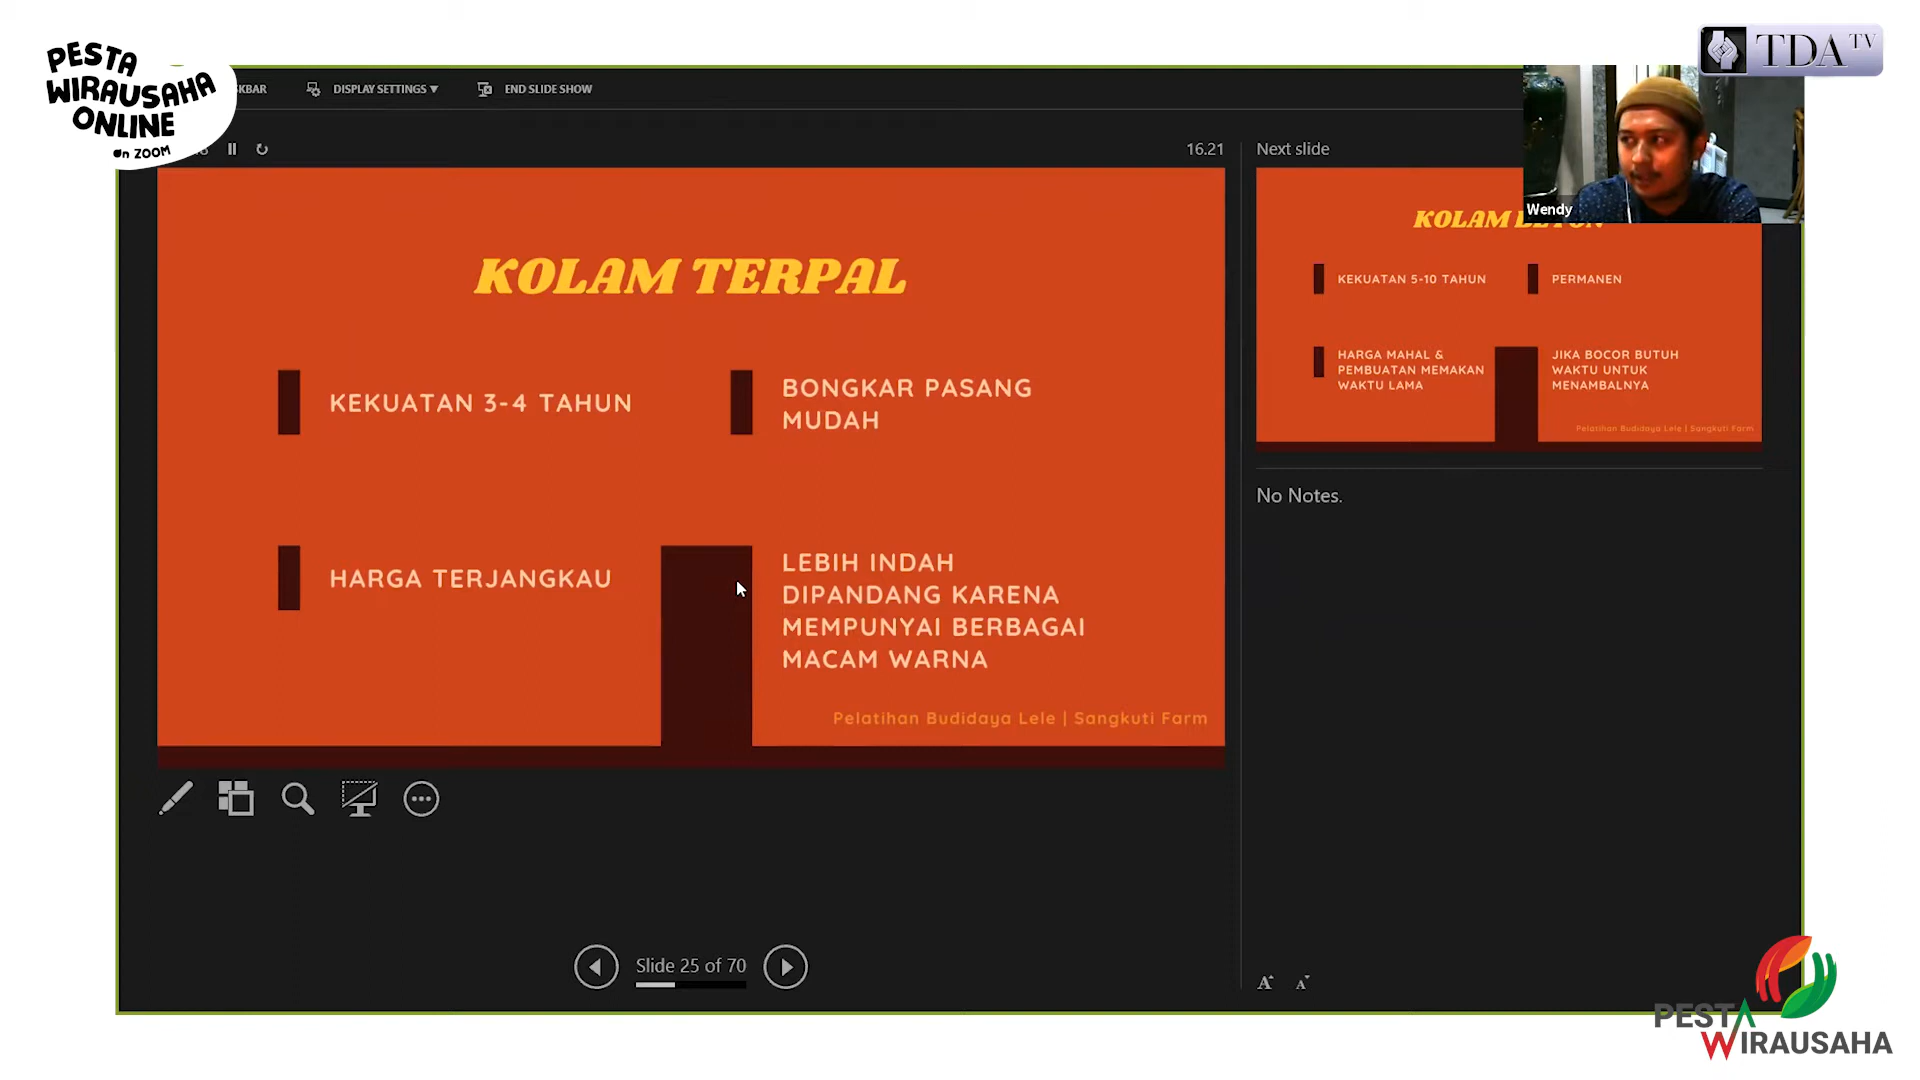 PESTA
WIRAUSAHA
ONLINE
on ZOOM
TDA TV
KBAR
DISPLAY SETTINGS ▼
END SLIDE SHOW
16.21
Next slide
Wendy
KOLAM TERPAL
KEKUATAN 3-4 TAHUN
BONGKAR PASANG
MUDAH
HARGA TERJANGKAU
LEBIH INDAH
DIPANDANG KARENA
MEMPUNYAI BERBAGAI
MACAM WARNA
Pelatihan Budidaya Lele | Sangkuti Farm
KOLAM
KEKUATAN 5-10 TAHUN
PERMANEN
HARGA MAHAL &
PEMBUATAN MEMAKAN
WAKTU LAMA
JIKA BOCOR BUTUH
WAKTU UNTUK
MENAMBALNYA
Pelatihan Budidaya Lele | Sangkuti Farm
No Notes.
Slide 25 of 70
A A
PESTA
WIRAUSAHA